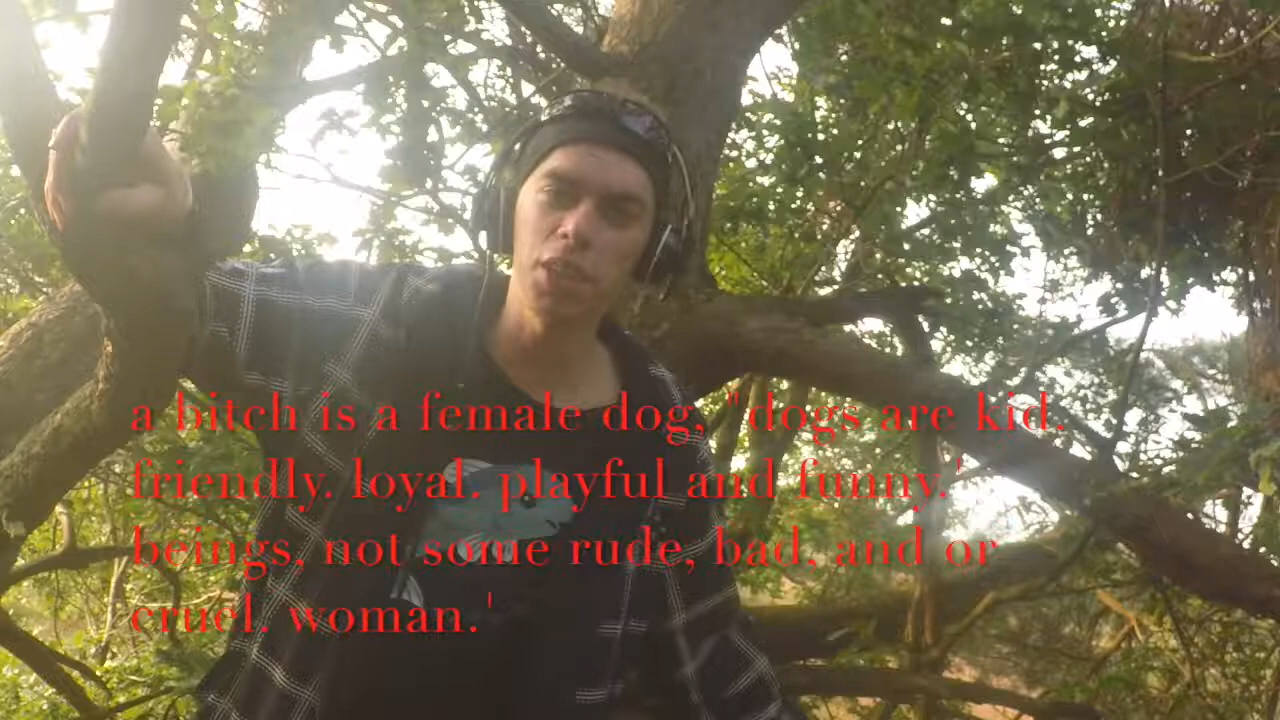 a bitch is a female dog, "dogs are kid,
friendly. loyal. playful and funny.'
beings, not some rude, bad, and or
cruel. woman.'